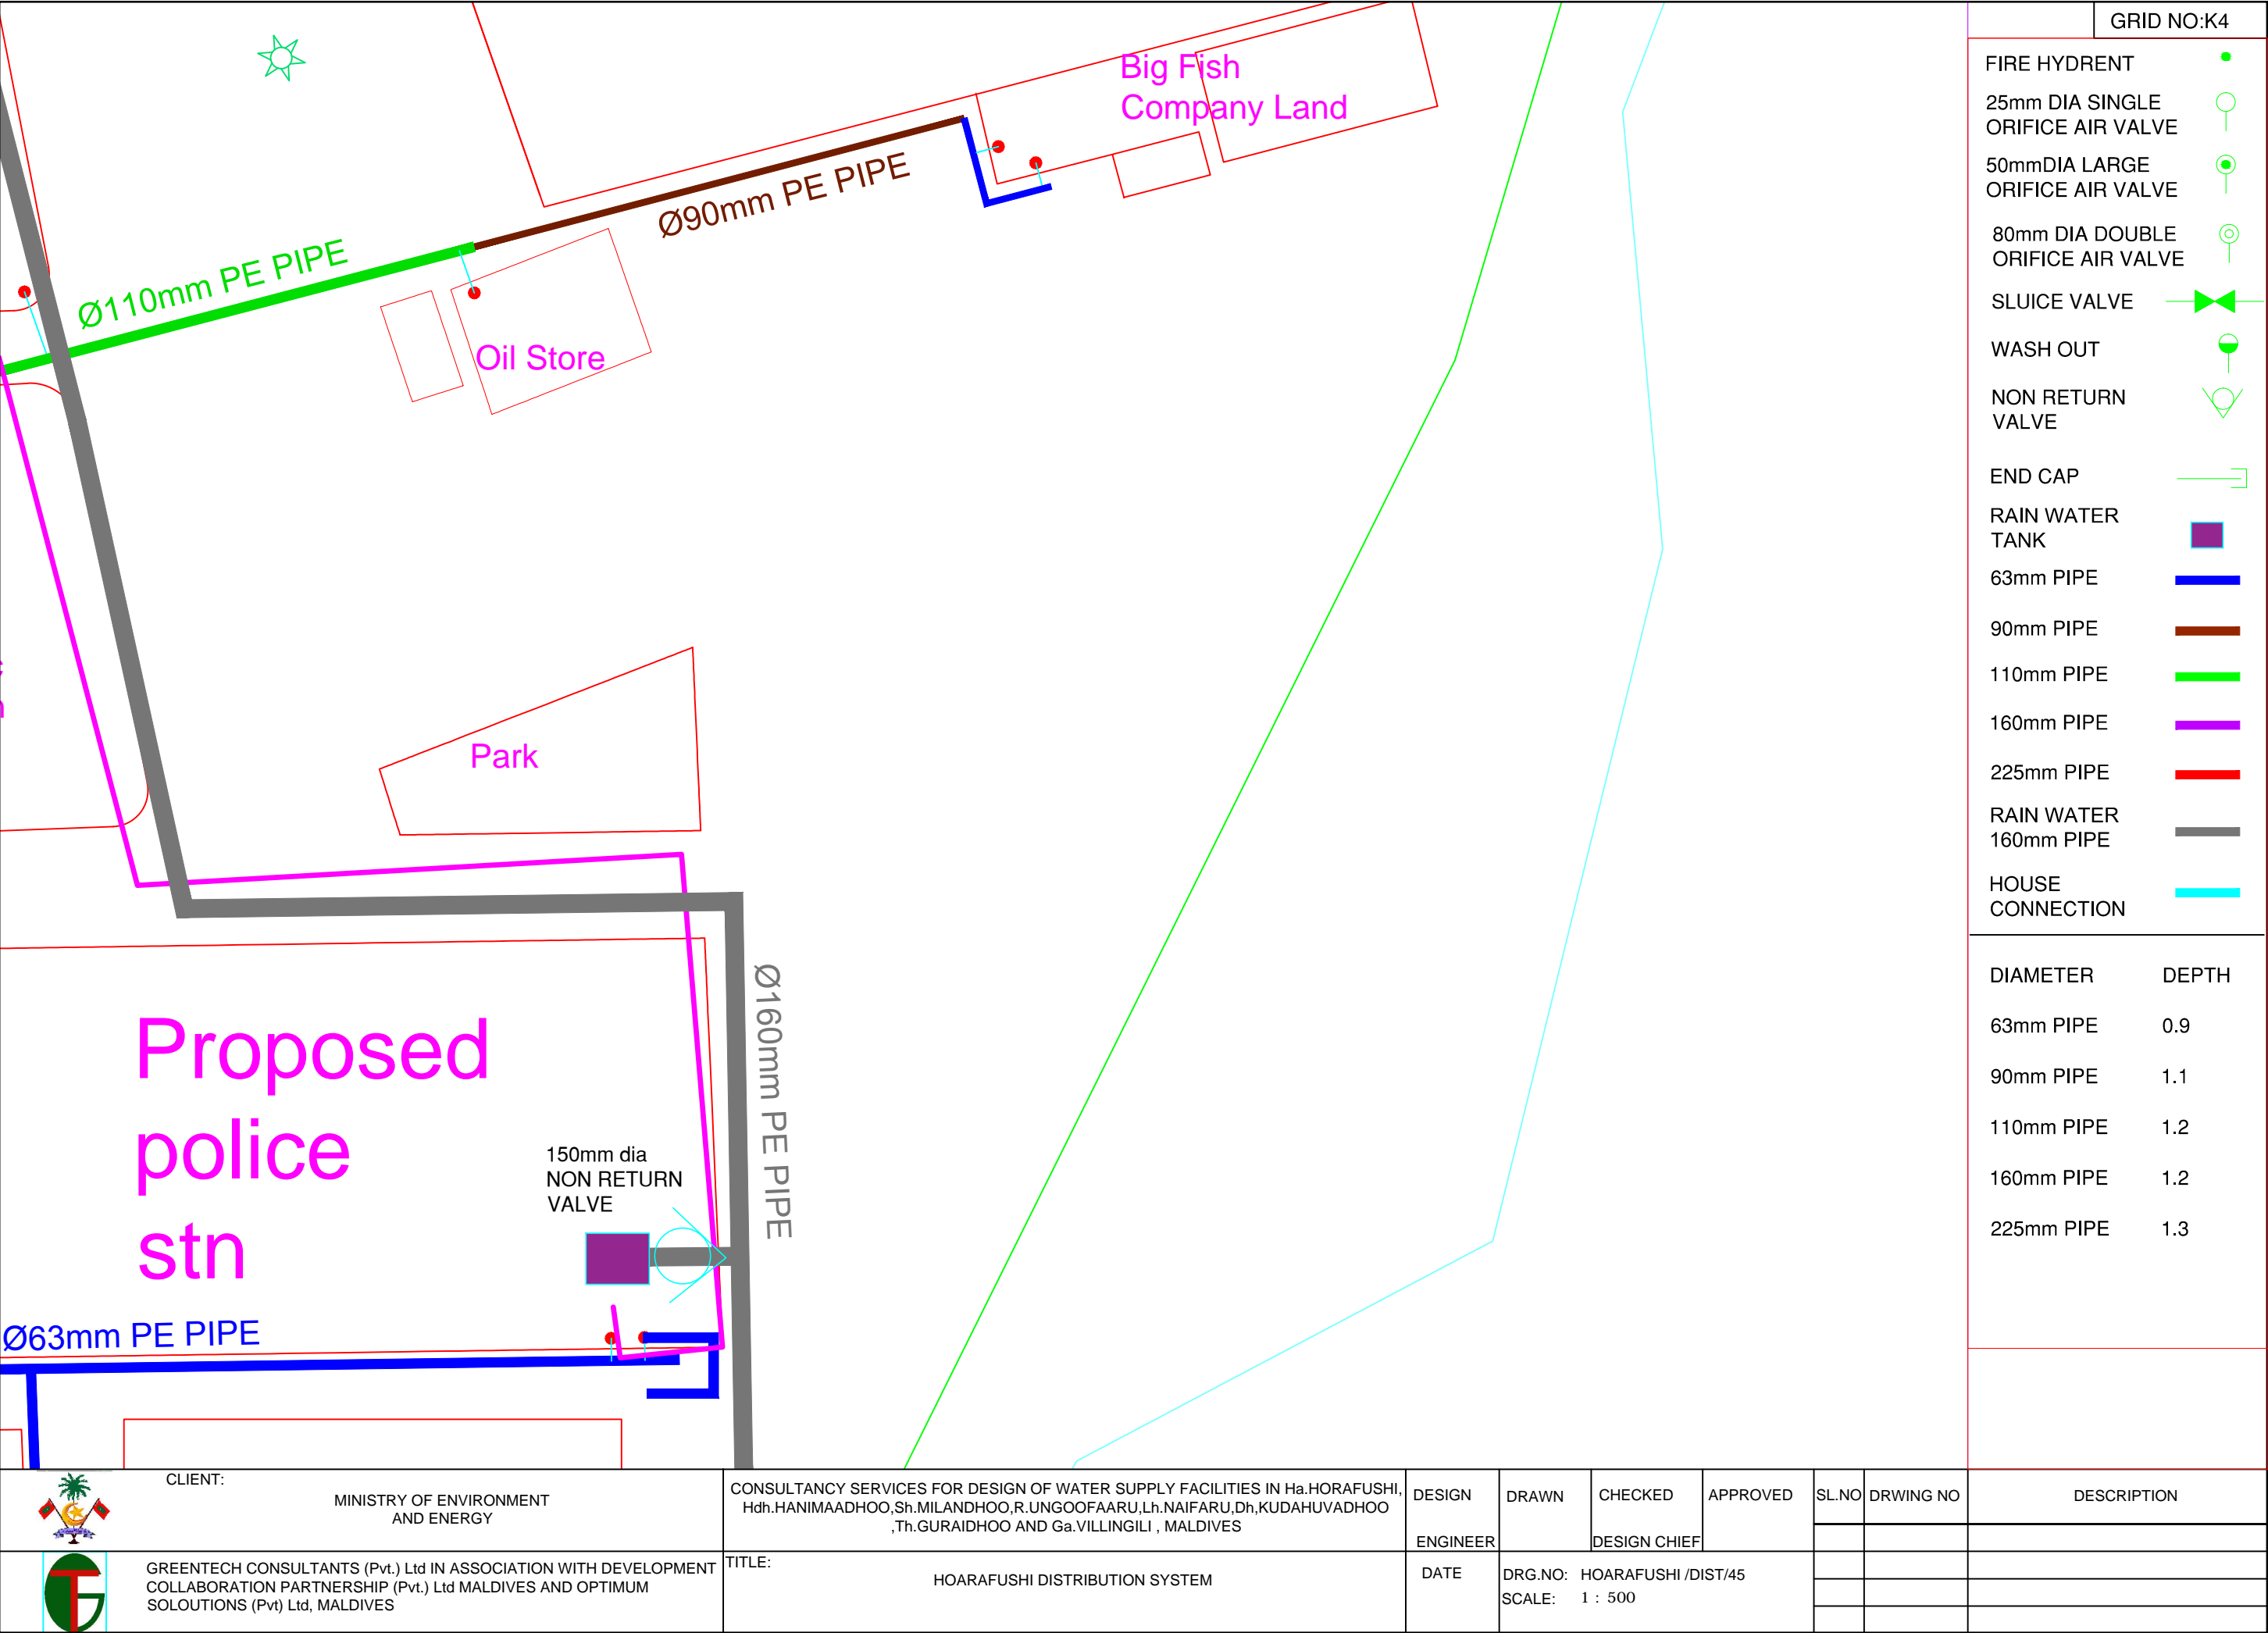 GRID NO:K4
Big Fish
Company Land
Ø90mm PE PIPE
Ø110mm PE PIPE
Oil Store
Park
Ø160mm PE PIPE
Proposed
police
stn
150mm dia
NON RETURN
VALVE
Ø63mm PE PIPE
FIRE HYDRENT
25mm DIA SINGLE
ORIFICE AIR VALVE
50mmDIA LARGE
ORIFICE AIR VALVE
80mm DIA DOUBLE
ORIFICE AIR VALVE
SLUICE VALVE
WASH OUT
NON RETURN
VALVE
END CAP
RAIN WATER
TANK
63mm PIPE
90mm PIPE
110mm PIPE
160mm PIPE
225mm PIPE
RAIN WATER
160mm PIPE
HOUSE
CONNECTION
DIAMETER DEPTH
63mm PIPE 0.9
90mm PIPE 1.1
110mm PIPE 1.2
160mm PIPE 1.2
225mm PIPE 1.3
CLIENT:
MINISTRY OF ENVIRONMENT
AND ENERGY
GREENTECH CONSULTANTS (Pvt.) Ltd IN ASSOCIATION WITH DEVELOPMENT
COLLABORATION PARTNERSHIP (Pvt.) Ltd MALDIVES AND OPTIMUM
SOLOUTIONS (Pvt) Ltd, MALDIVES
CONSULTANCY SERVICES FOR DESIGN OF WATER SUPPLY FACILITIES IN Ha.HORAFUSHI,
Hdh.HANIMAADHOO,Sh.MILANDHOO,R.UNGOOFAARU,Lh.NAIFARU,Dh,KUDAHUVADHOO
,Th.GURAIDHOO AND Ga.VILLINGILI , MALDIVES
TITLE:
HOARAFUSHI DISTRIBUTION SYSTEM
DESIGN
ENGINEER
DRAWN
CHECKED
DESIGN CHIEF
APPROVED
DATE
DRG.NO: HOARAFUSHI /DIST/45
SCALE: 1 : 500
SL.NO DRWING NO DESCRIPTION